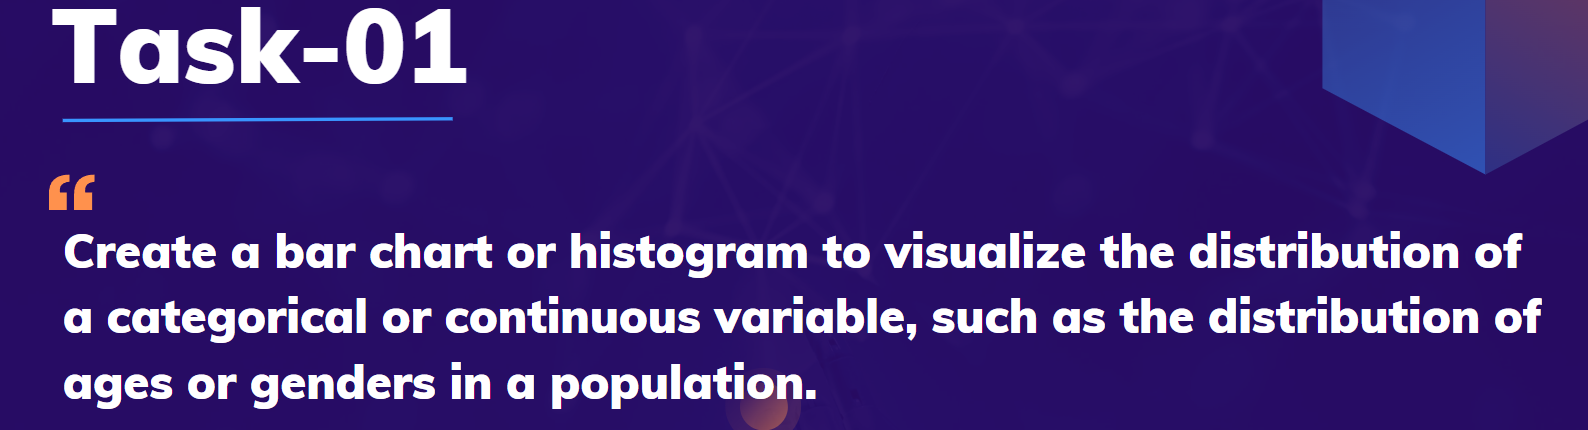 Task-01
“
Create a bar chart or histogram to visualize the distribution of
a categorical or continuous variable, such as the distribution of
ages or genders in a population.